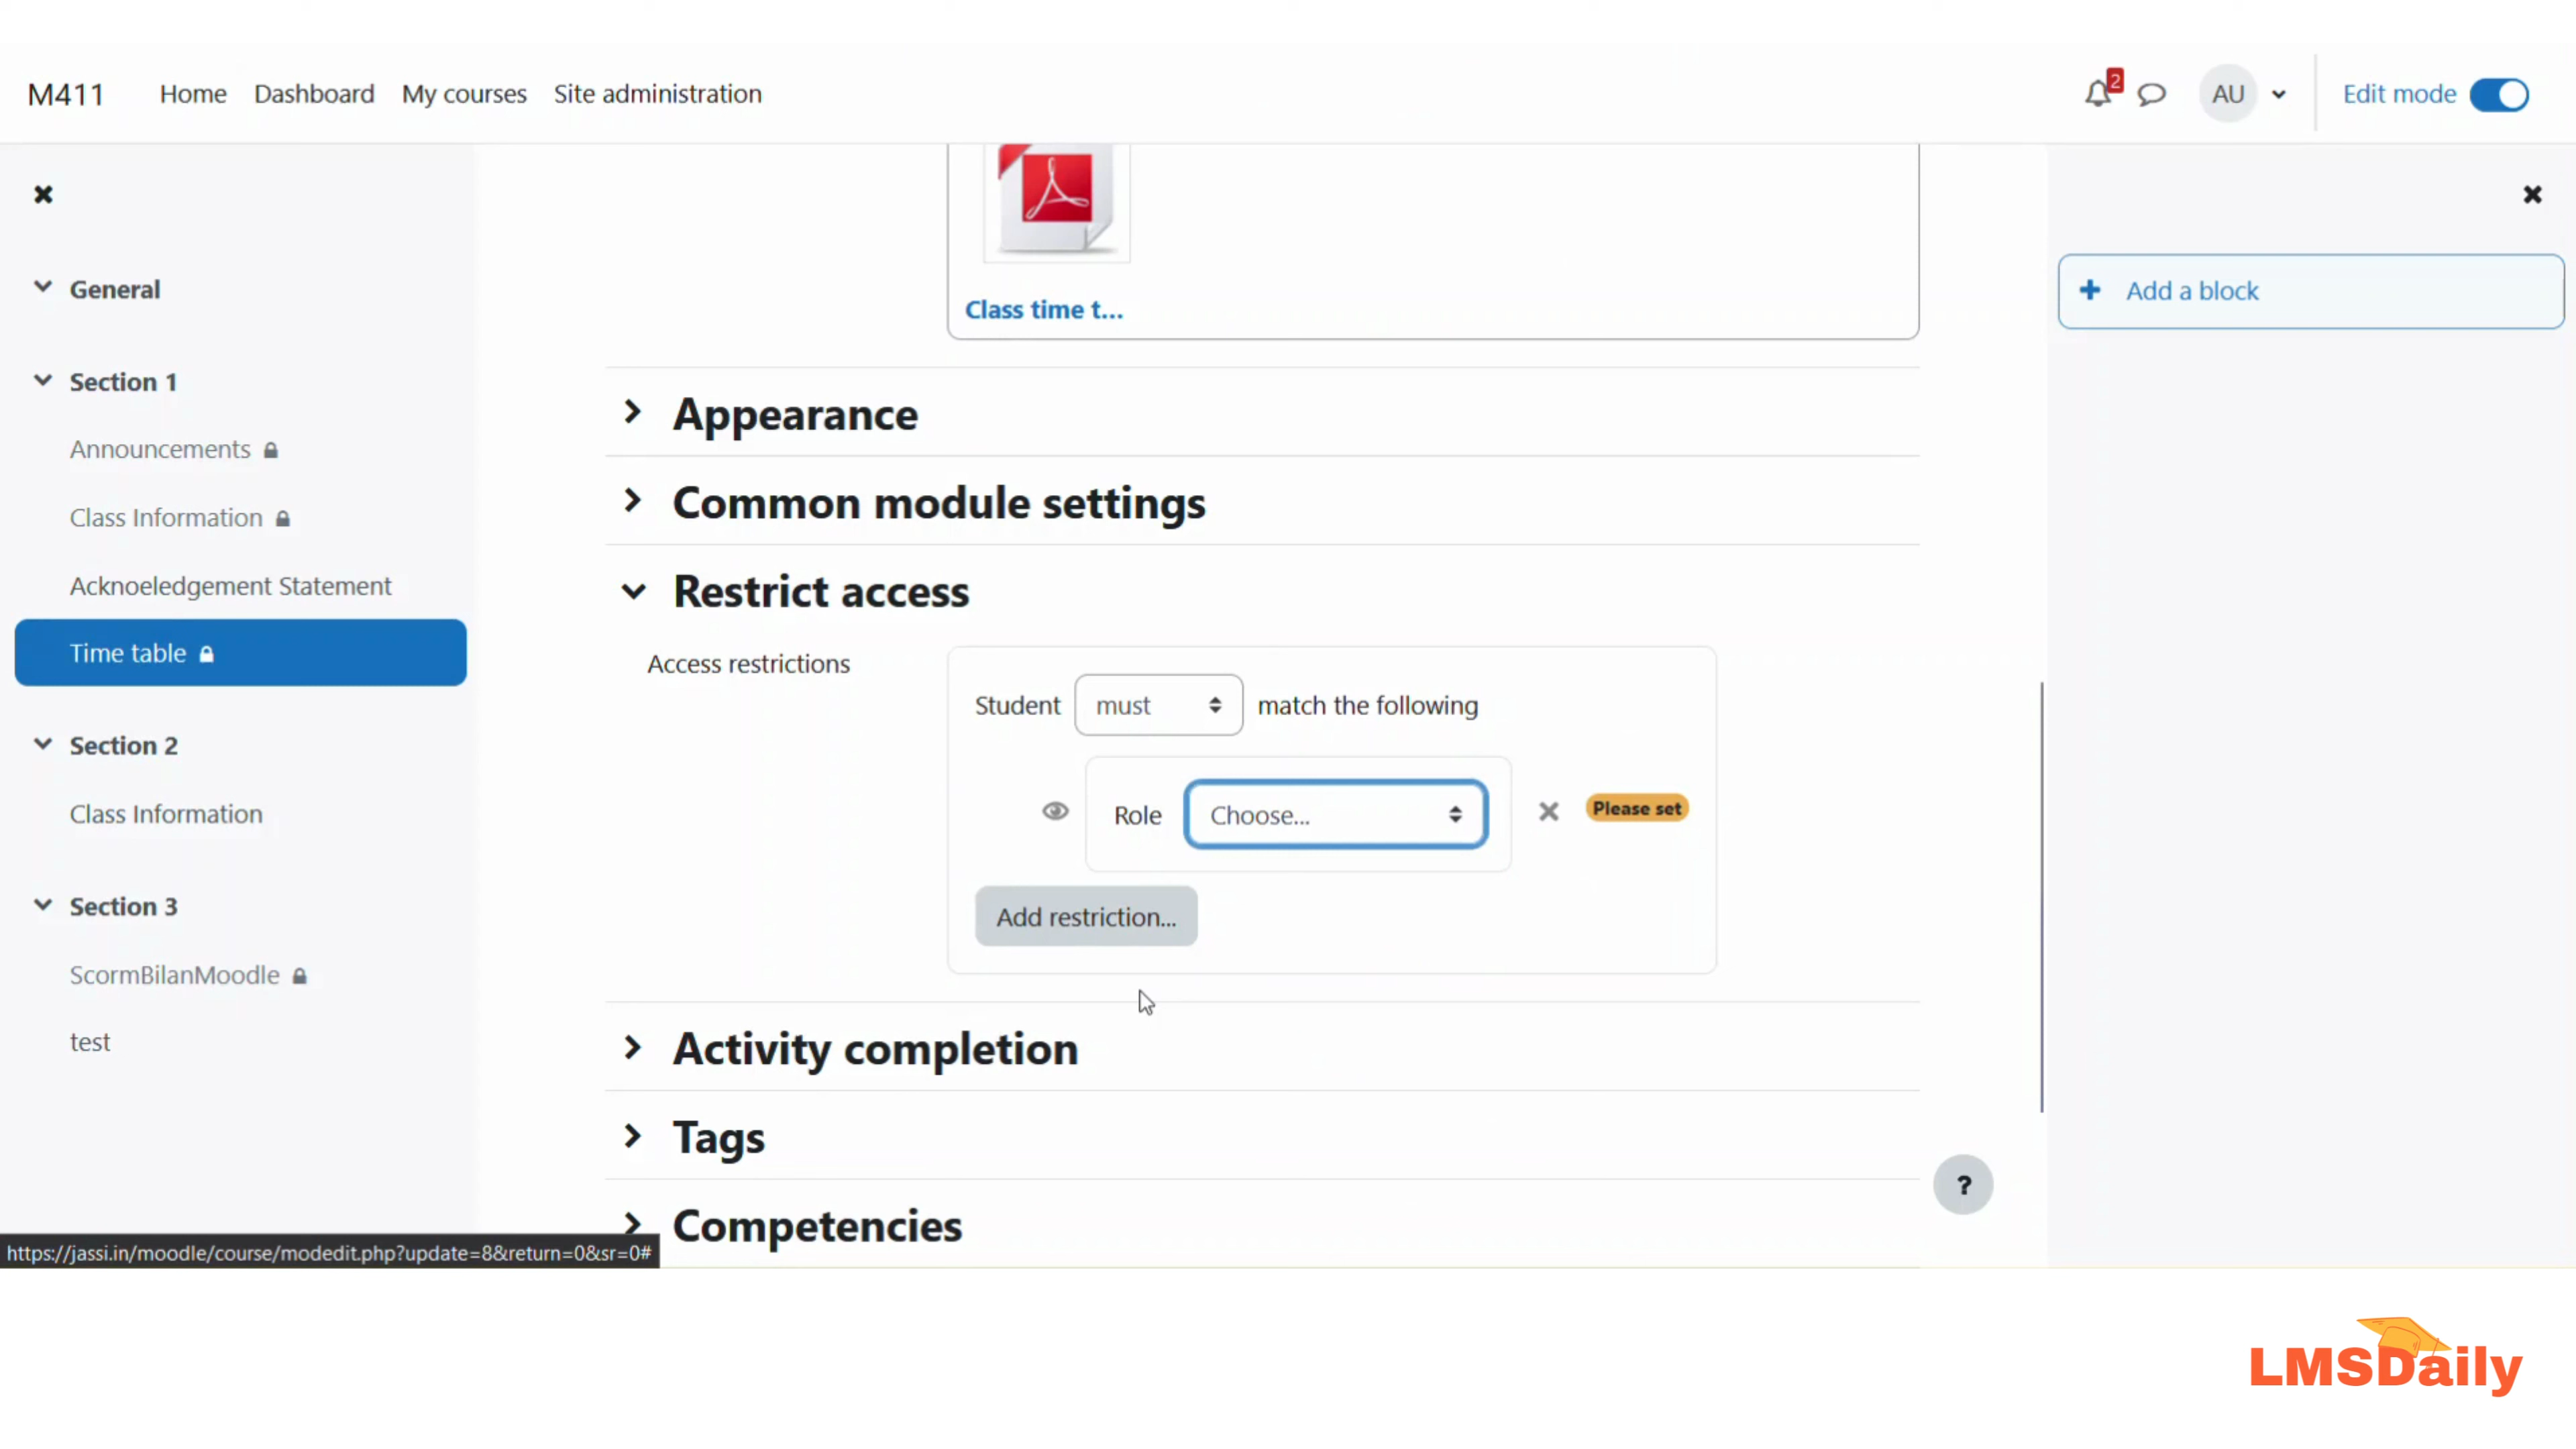 M411 Home Dashboard My courses Site administration 2 AU Edit mode
General
Section 1
Announcements
Class Information
Acknoeledgement Statement
Time table
Section 2
Class Information
Section 3
ScormBilanMoodle
test
Class time t...
Appearance
Common module settings
Restrict access
Access restrictions
Student must match the following
Role Choose... Please set
Add restriction...
Activity completion
Tags
Competencies
?
Add a block
https://jassi.in/moodle/course/modedit.php?update=8&return=0&sr=0#
LMSDaily